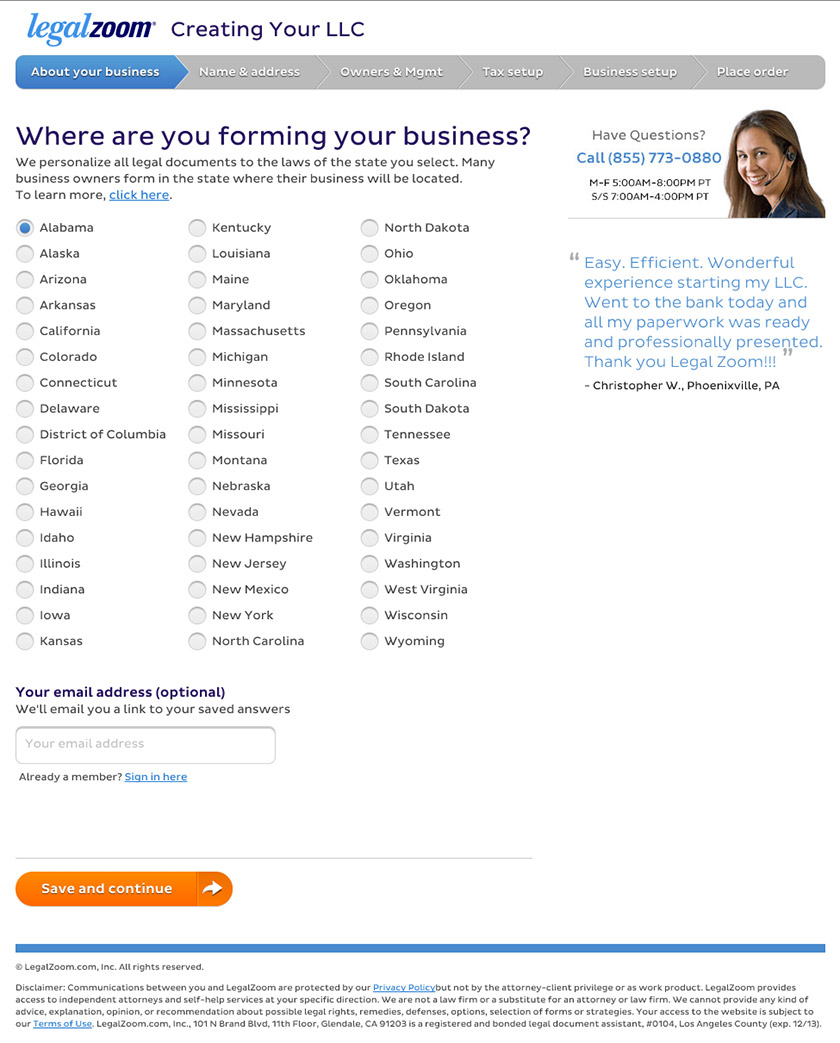 legalzoom® Creating Your LLC
About your business
Name & address
Owners & Mgmt
Tax setup
Business setup
Place order
Where are you forming your business?
We personalize all legal documents to the laws of the state you select. Many
business owners form in the state where their business will be located.
To learn more, click here.
Alabama
Alaska
Arizona
Arkansas
California
Colorado
Connecticut
Delaware
District of Columbia
Florida
Georgia
Hawaii
Idaho
Illinois
Indiana
Iowa
Kansas
Kentucky
Louisiana
Maine
Maryland
Massachusetts
Michigan
Minnesota
Mississippi
Missouri
Montana
Nebraska
Nevada
New Hampshire
New Jersey
New Mexico
New York
North Carolina
North Dakota
Ohio
Oklahoma
Oregon
Pennsylvania
Rhode Island
South Carolina
South Dakota
Tennessee
Texas
Utah
Vermont
Virginia
Washington
West Virginia
Wisconsin
Wyoming
Your email address (optional)
We'll email you a link to your saved answers
Your email address
Already a member? Sign in here
Save and continue
Have Questions?
Call (855) 773-0880
M-F 5:00AM-8:00PM PT
S/S 7:00AM-4:00PM PT
“ Easy. Efficient. Wonderful
experience starting my LLC.
Went to the bank today and
all my paperwork was ready
and professionally presented.
Thank you Legal Zoom!!! ”
- Christopher W., Phoenixville, PA
© LegalZoom.com, Inc. All rights reserved.
Disclaimer: Communications between you and LegalZoom are protected by our Privacy Policybut not by the attorney-client privilege or as work product. LegalZoom provides
access to independent attorneys and self-help services at your specific direction. We are not a law firm or a substitute for an attorney or law firm. We cannot provide any kind of
advice, explanation, opinion, or recommendation about possible legal rights, remedies, defenses, options, selection of forms or strategies. Your access to the website is subject to
our Terms of Use. LegalZoom.com, Inc., 101 N Brand Blvd, 11th Floor, Glendale, CA 91203 is a registered and bonded legal document assistant, #0104, Los Angeles County (exp. 12/13).